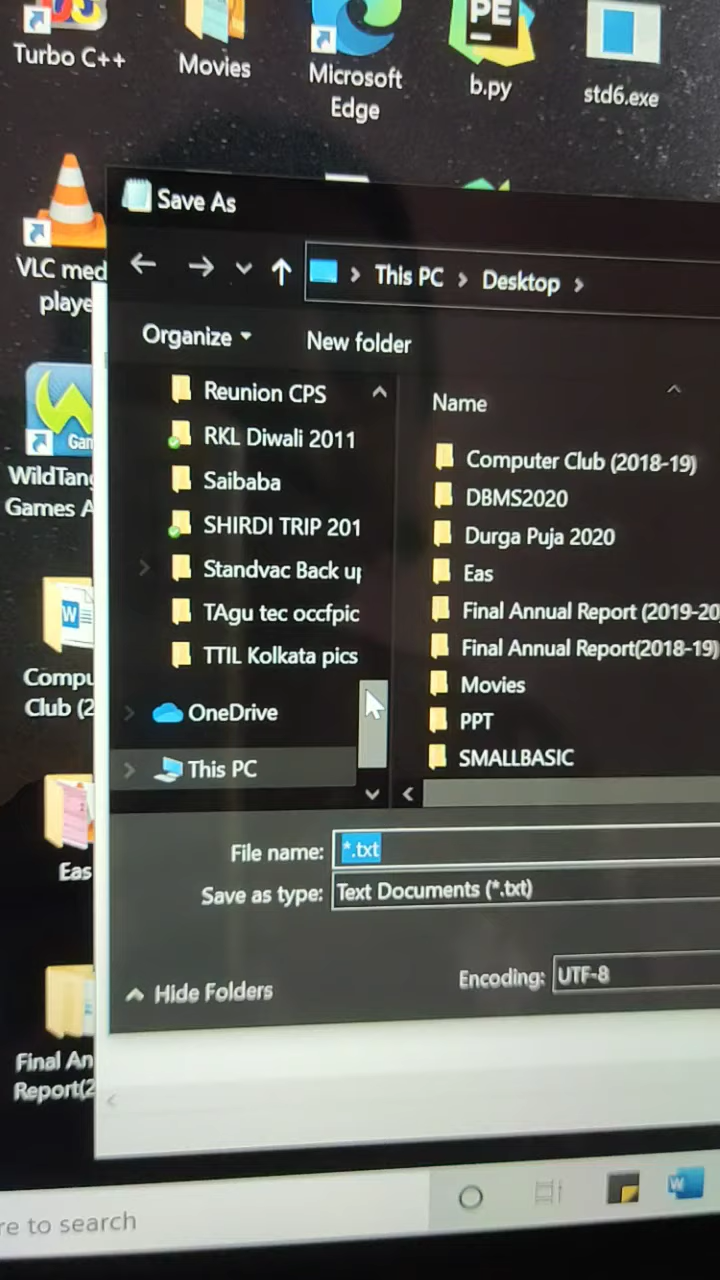 Turbo C++
Movies
Microsoft
Edge
PE
b.py
std6.exe
Save As
VLC med
playe
This PC
Desktop
Organize
New folder
Reunion CPS
RKL Diwali 2011
Saibaba
SHIRDI TRIP 201
Standvac Back up
TAgu tec occfpic
TTIL Kolkata pics
OneDrive
This PC
Name
Computer Club (2018-19)
DBMS2020
Durga Puja 2020
Eas
Final Annual Report (2019-20
Final Annual Report(2018-19)
Movies
PPT
SMALLBASIC
Gam
WildTang
Games A
W
Compu
Club (2
Eas
Final An
Report(2
File name: *.txt
Save as type: Text Documents (*.txt)
Hide Folders
Encoding: UTF-8
re to search
W